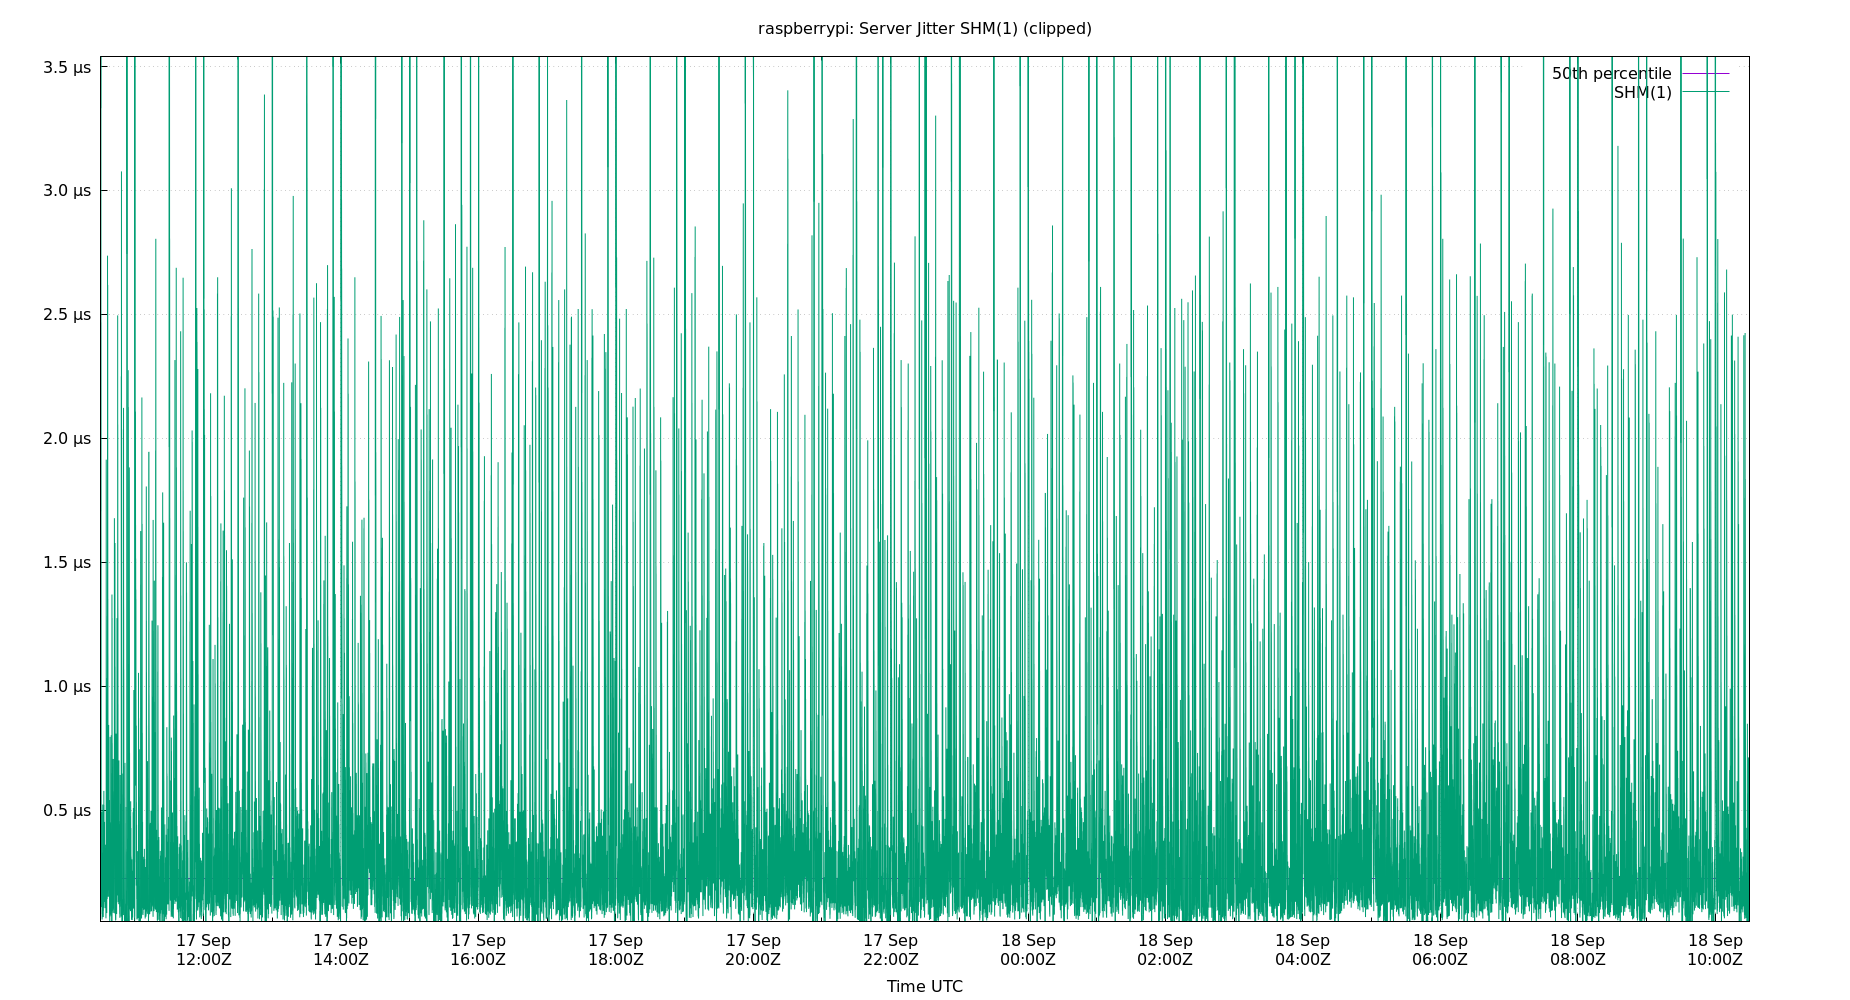 raspberrypi: Server Jitter SHM(1) (clipped)
3.5 μs
3.0 μs
2.5 μs
2.0 μs
1.5 μs
1.0 μs
0.5 μs
50th percentile
SHM(1)
17 Sep 17 Sep 17 Sep 17 Sep 17 Sep 17 Sep 18 Sep 18 Sep 18 Sep 18 Sep 18 Sep 18 Sep
12:00Z 14:00Z 16:00Z 18:00Z 20:00Z 22:00Z 00:00Z 02:00Z 04:00Z 06:00Z 08:00Z 10:00Z
Time UTC